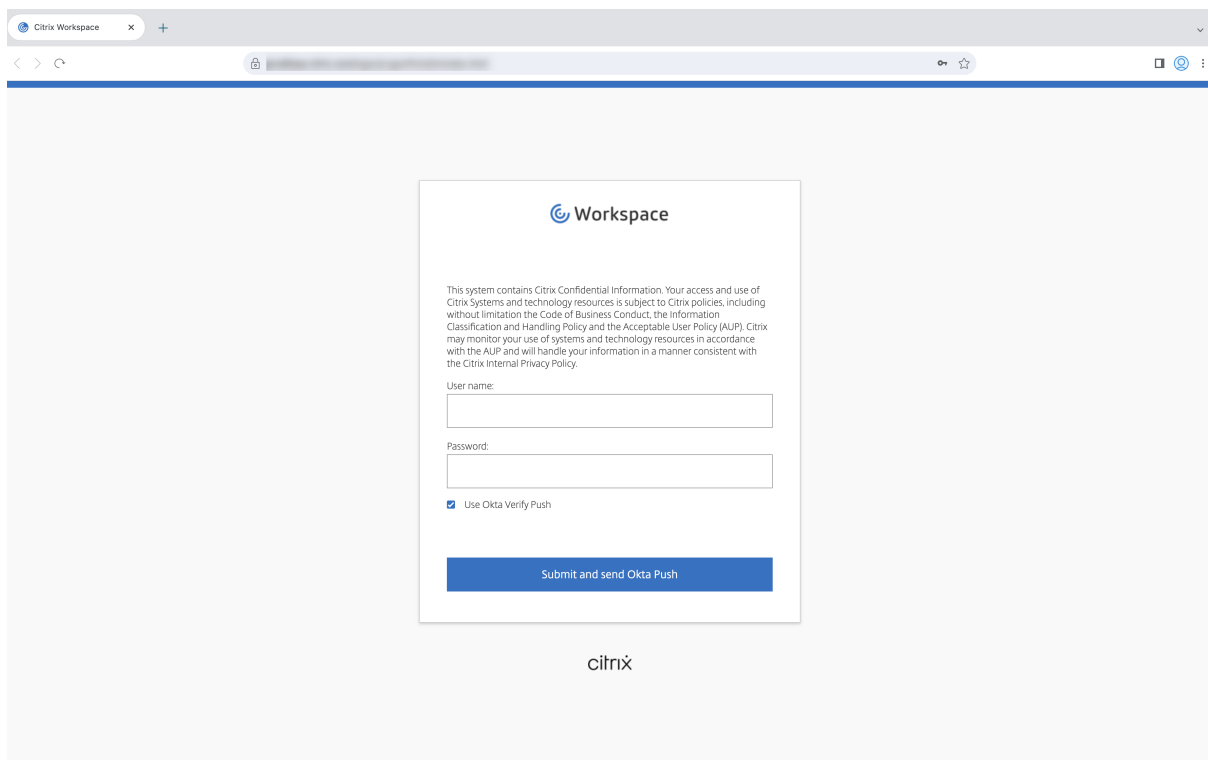 Citrix Workspace
Workspace
This system contains Citrix Confidential Information. Your access and use of
Citrix Systems and technology resources is subject to Citrix policies, including
without limitation the Code of Business Conduct, the Information
Classification and Handling Policy and the Acceptable User Policy (AUP). Citrix
may monitor your use of systems and technology resources in accordance
with the AUP and will handle your information in a manner consistent with
the Citrix Internal Privacy Policy.
User name:
Password:
Use Okta Verify Push
Submit and send Okta Push
citrix